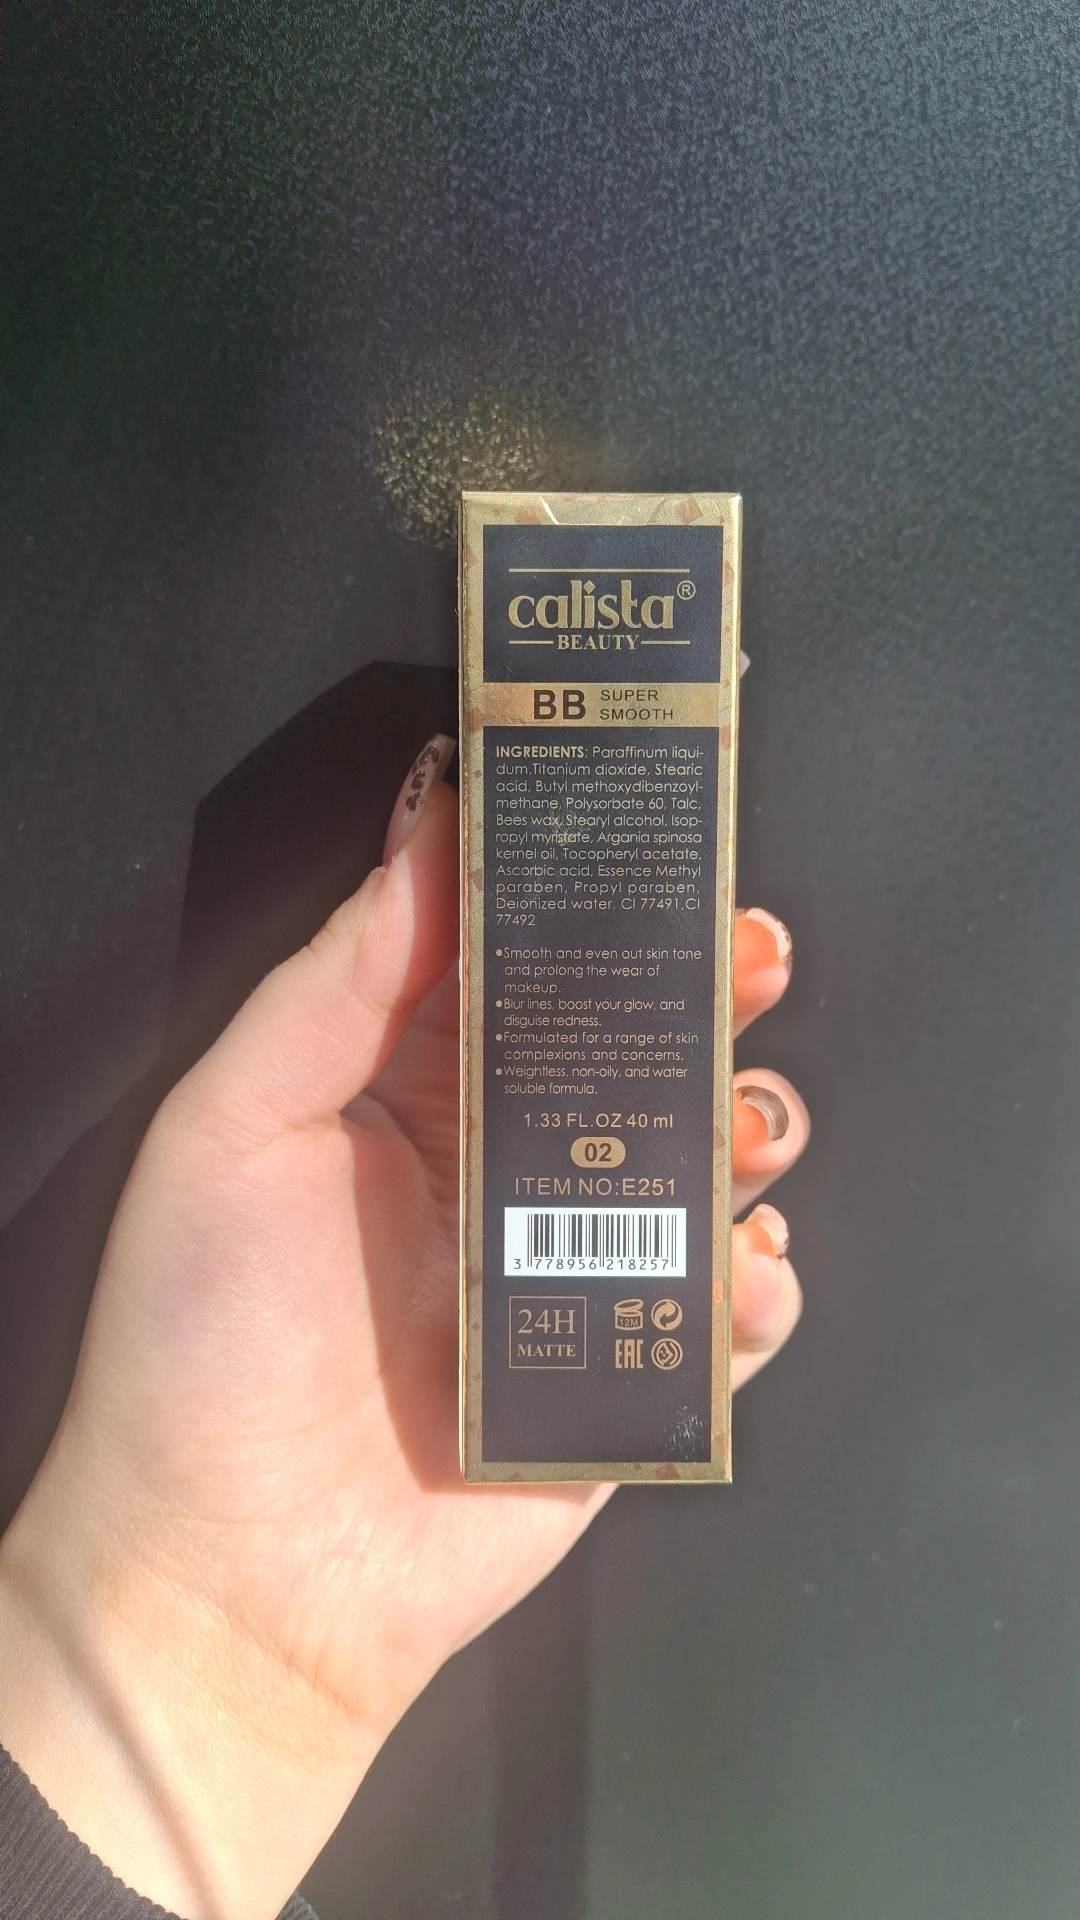 calista®
BEAUTY
BB SUPER
SMOOTH
INGREDIENTS: Paraffinum liqui-
dum,Titanium dioxide, Stearic
acid, Butyl methoxydibenzoyl-
methane, Polysorbate 60, Talc,
Bees wax, Stearyl alcohol, Isop-
ropyl myristate, Argania spinosa
kernel oil, Tocopheryl acetate,
Ascorbic acid, Essence Methyl
paraben, Propyl paraben,
Deionized water, CI 77491,CI
77492
•Smooth and even out skin tone
and prolong the wear of
makeup.
•Blur lines, boost your glow, and
disguise redness.
•Formulated for a range of skin
complexions and concerns.
•Weightless, non-oily, and water
soluble formula.
1.33 FL.OZ 40 ml
02
ITEM NO:E251
3 778956 218257
24H
MATTE
12M
EAC